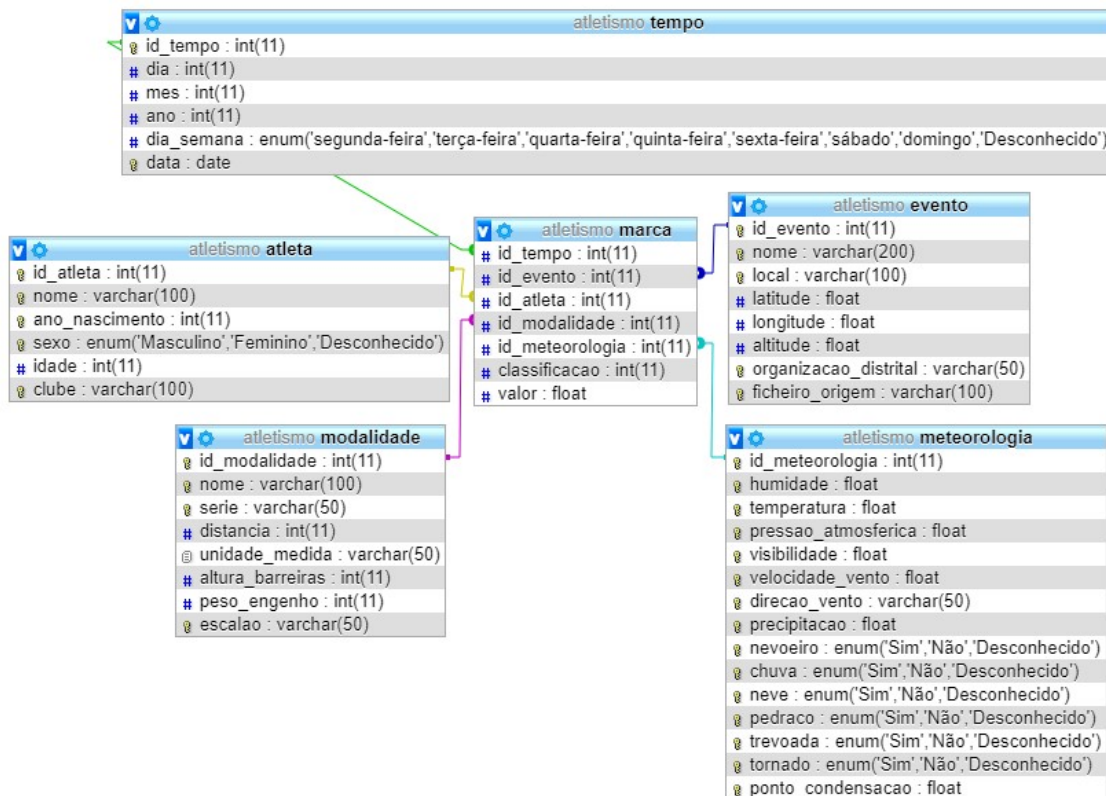 atletismo tempo
id_tempo : int(11)
dia : int(11)
mes : int(11)
ano : int(11)
dia_semana : enum('segunda-feira','terça-feira','quarta-feira','quinta-feira','sexta-feira','sábado','domingo','Desconhecido')
data : date
atletismo atleta
id_atleta : int(11)
nome : varchar(100)
ano_nascimento : int(11)
sexo : enum('Masculino','Feminino','Desconhecido')
idade : int(11)
clube : varchar(100)
atletismo marca
id_tempo : int(11)
id_evento : int(11)
id_atleta : int(11)
id_modalidade : int(11)
id_meteorologia : int(11)
classificacao : int(11)
valor : float
atletismo evento
id_evento : int(11)
nome : varchar(200)
local : varchar(100)
latitude : float
longitude : float
altitude : float
organizacao_distrital : varchar(50)
ficheiro_origem : varchar(100)
atletismo modalidade
id_modalidade : int(11)
nome : varchar(100)
serie : varchar(50)
distancia : int(11)
unidade_medida : varchar(50)
altura_barreiras : int(11)
peso_engenho : int(11)
escalao : varchar(50)
atletismo meteorologia
id_meteorologia : int(11)
humidade : float
temperatura : float
pressao_atmosferica : float
visibilidade : float
velocidade_vento : float
direcao_vento : varchar(50)
precipitacao : float
nevoeiro : enum('Sim','Não','Desconhecido')
chuva : enum('Sim','Não','Desconhecido')
neve : enum('Sim','Não','Desconhecido')
pedraco : enum('Sim','Não','Desconhecido')
trevoada : enum('Sim','Não','Desconhecido')
tornado : enum('Sim','Não','Desconhecido')
ponto_condensacao : float